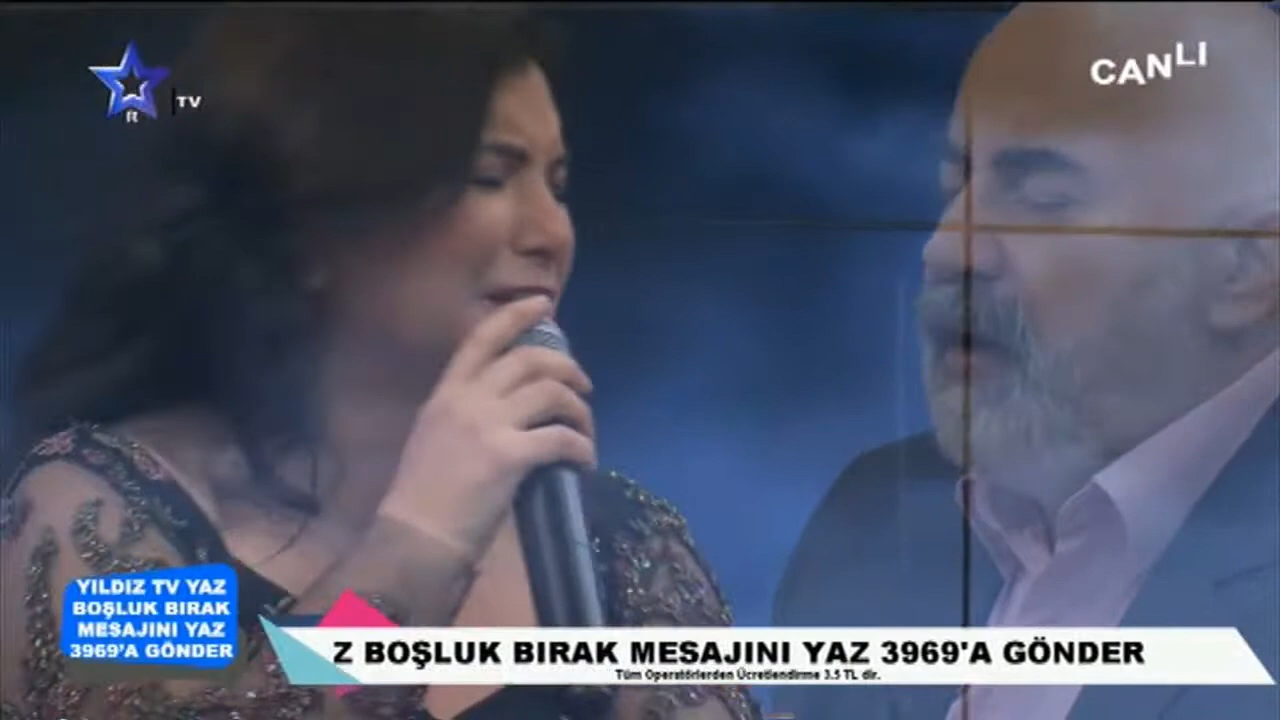 CANLI
R
TV
YILDIZ TV YAZ
BOŞLUK BIRAK
MESAJINI YAZ
3969'A GÖNDER
Z BOŞLUK BIRAK MESAJINI YAZ 3969'A GÖNDER
Tüm Operatörlerden Ücretlendirme 3.5 TL dir.